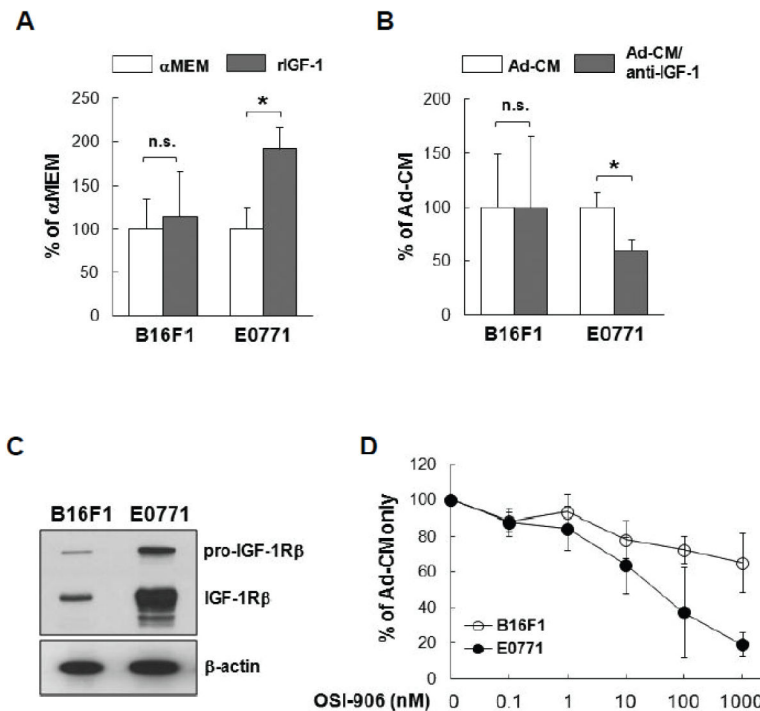 A
αMEM rIGF-1
% of αMEM
250
200
150
100
50
0
n.s.
*
B16F1 E0771
B
Ad-CM Ad-CM/
anti-IGF-1
% of Ad-CM
200
150
100
50
0
n.s.
*
B16F1 E0771
C
B16F1 E0771
pro-IGF-1Rβ
IGF-1Rβ
β-actin
D
% of Ad-CM only
120
100
80
60
40
20
0
B16F1
E0771
OSI-906 (nM) 0 0.1 1 10 100 1000